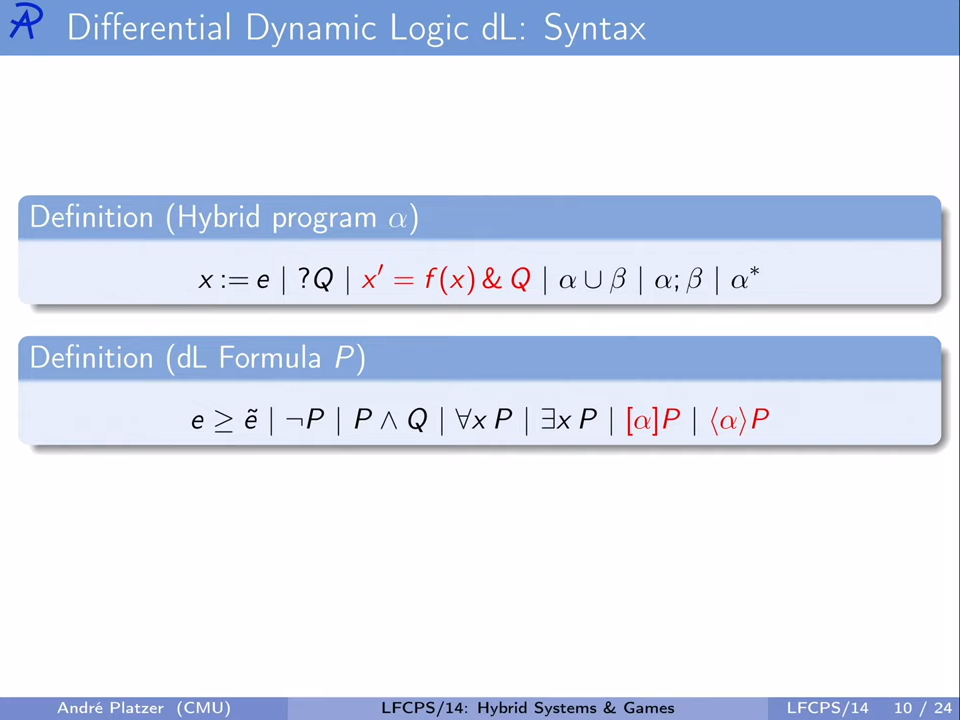 Differential Dynamic Logic dL: Syntax
Definition (Hybrid program α)
x := e | ?Q | x′ = f(x) & Q | α ∪ β | α; β | α*
Definition (dL Formula P)
e ≥ ẽ | ¬P | P ∧ Q | ∀x P | ∃x P | [α]P | ⟨α⟩P
André Platzer (CMU) LFCPS/14: Hybrid Systems & Games LFCPS/14 10 / 24